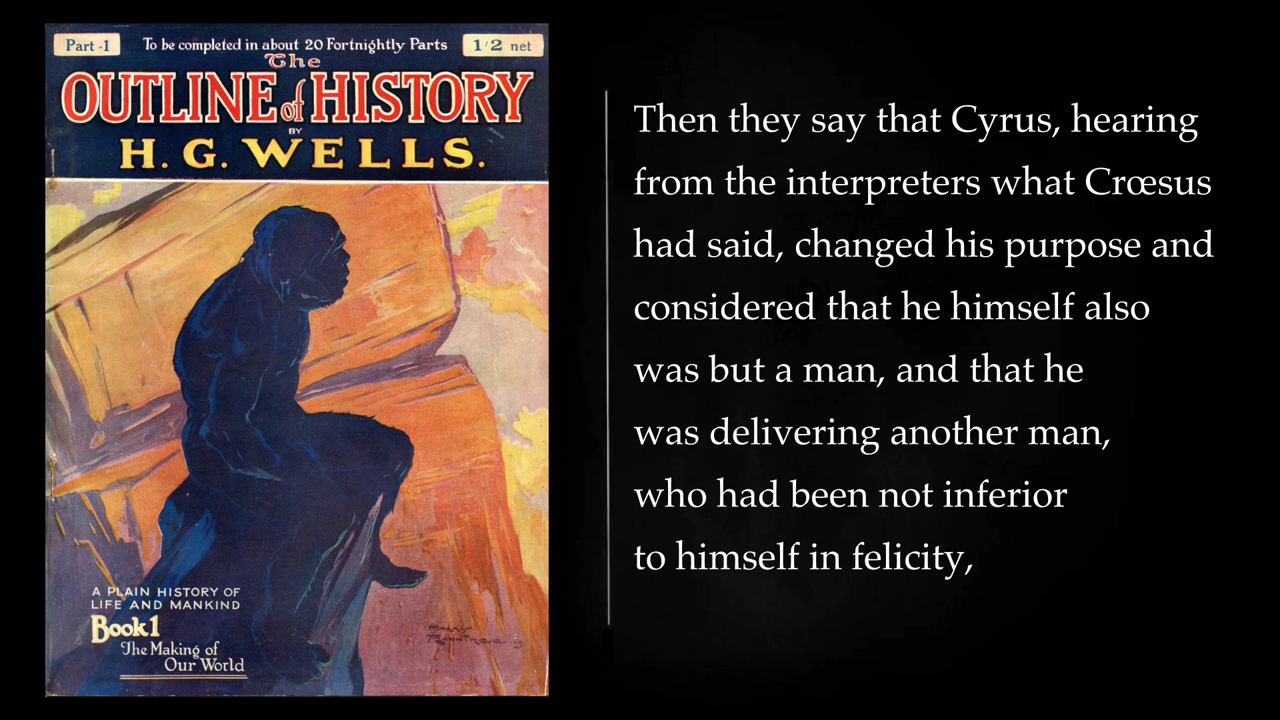 Part -1
To be completed in about 20 Fortnightly Parts
1/2 net
The
OUTLINE of HISTORY
BY
H. G. WELLS.
A PLAIN HISTORY OF
LIFE AND MANKIND
Book 1
The Making of
Our World
Then they say that Cyrus, hearing
from the interpreters what Crœsus
had said, changed his purpose and
considered that he himself also
was but a man, and that he
was delivering another man,
who had been not inferior
to himself in felicity,